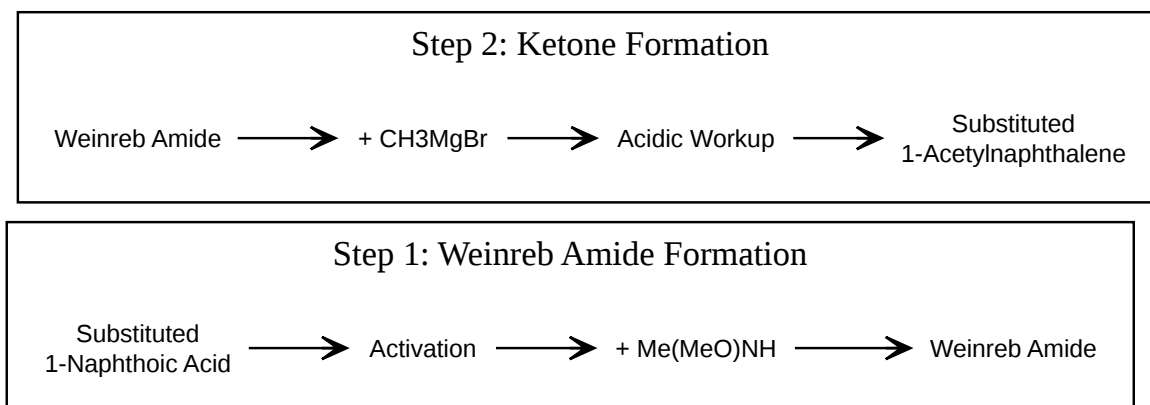 Step 2: Ketone Formation
Weinreb Amide
+ CH3MgBr
Acidic Workup
Substituted
1-Acetylnaphthalene
Step 1: Weinreb Amide Formation
Substituted
1-Naphthoic Acid
Activation
+ Me(MeO)NH
Weinreb Amide